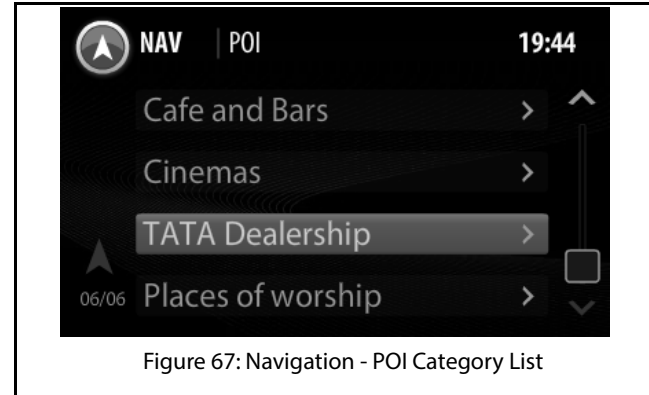 NAV POI 19:44
Cafe and Bars
Cinemas
TATA Dealership
06/06 Places of worship
Figure 67: Navigation - POI Category List